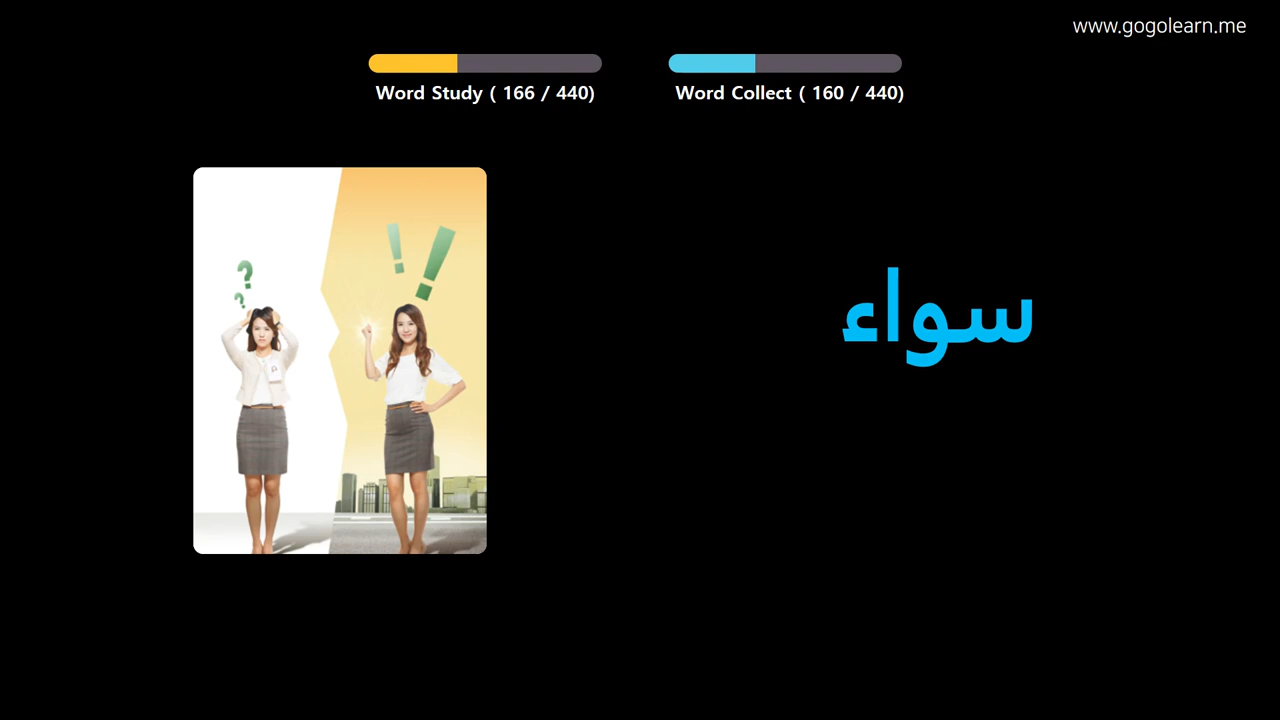 www.gogolearn.me
Word Study ( 166 / 440)
Word Collect ( 160 / 440)
? ?
! !
سواء